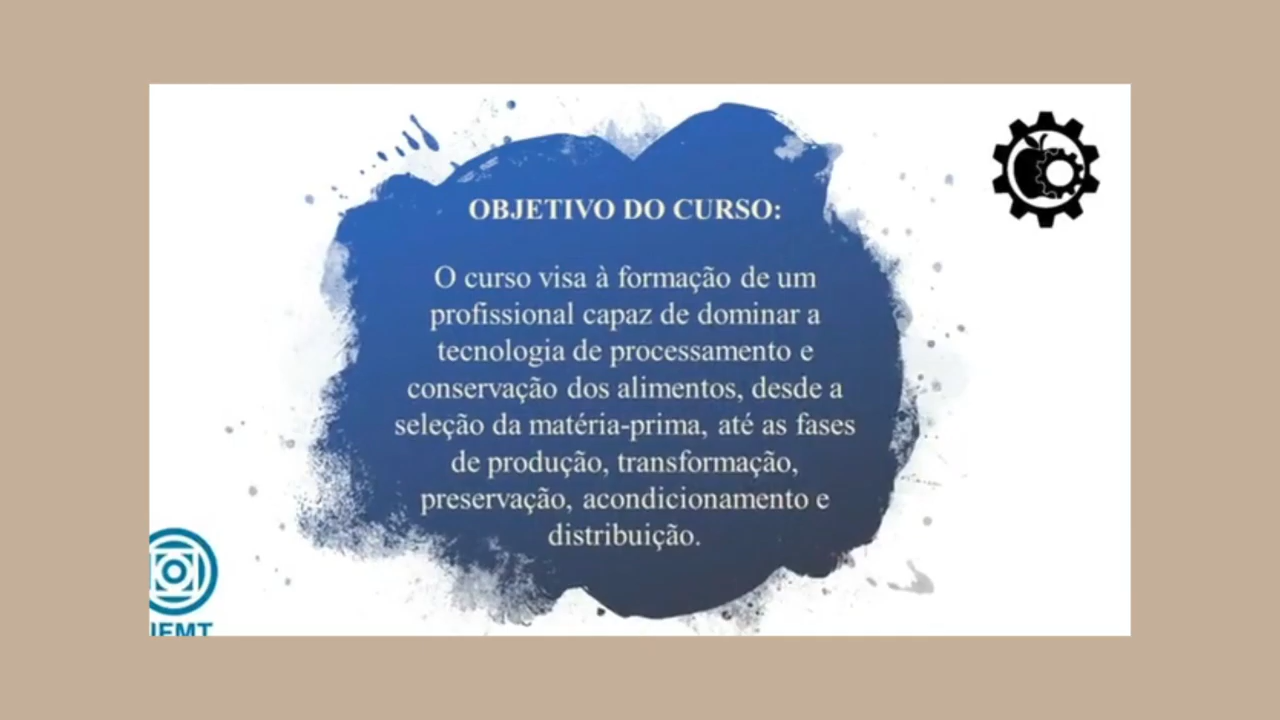 OBJETIVO DO CURSO:
O curso visa à formação de um
profissional capaz de dominar a
tecnologia de processamento e
conservação dos alimentos, desde a
seleção da matéria-prima, até as fases
de produção, transformação,
preservação, acondicionamento e
distribuição.